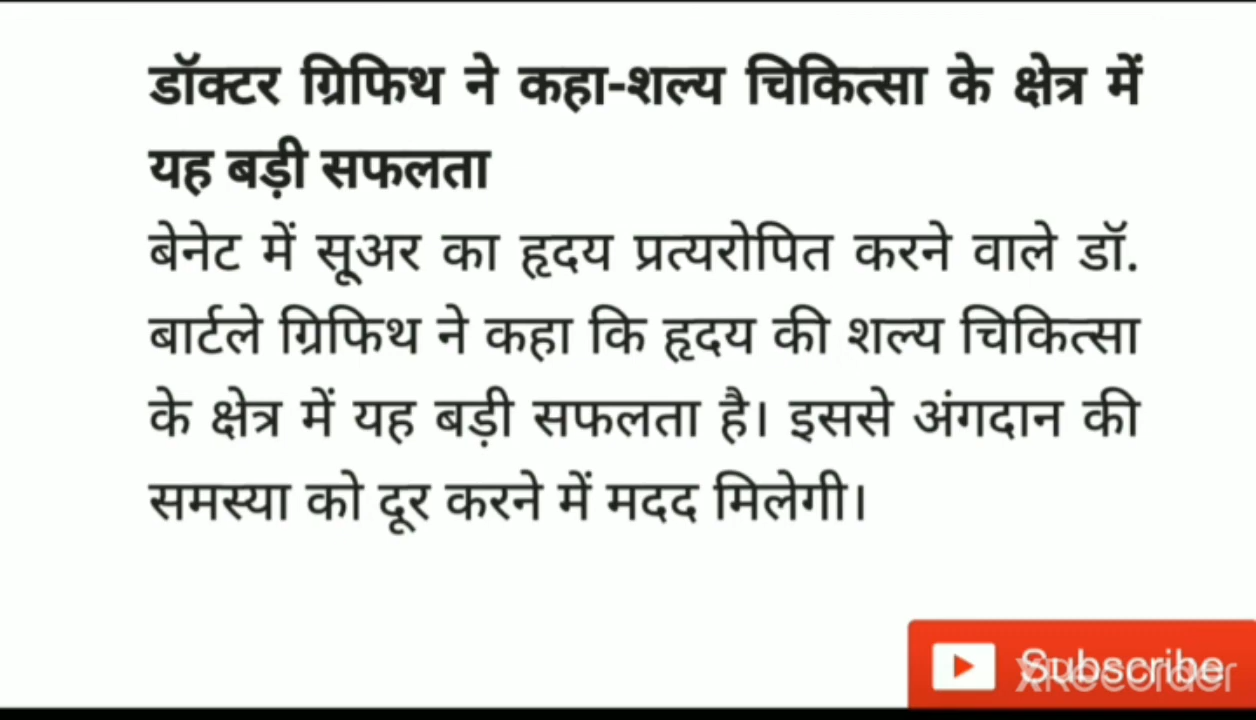 डॉक्टर ग्रिफिथ ने कहा-शल्य चिकित्सा के क्षेत्र में
यह बड़ी सफलता
बेनेट में सूअर का हृदय प्रत्यरोपित करने वाले डॉ.
बार्टले ग्रिफिथ ने कहा कि हृदय की शल्य चिकित्सा
के क्षेत्र में यह बड़ी सफलता है। इससे अंगदान की
समस्या को दूर करने में मदद मिलेगी।
Subscribe
XRecorder